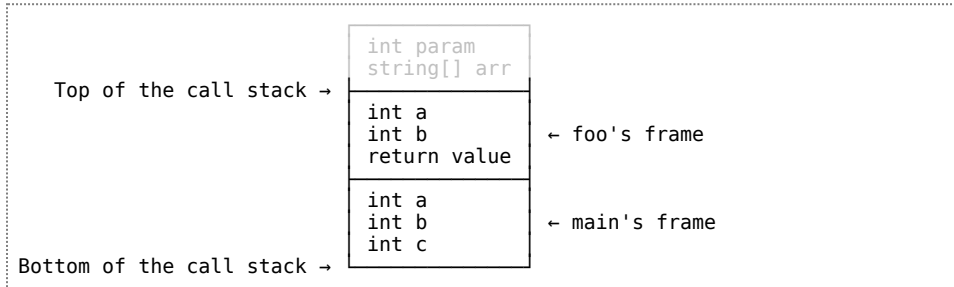 int param
string[] arr
Top of the call stack →
int a
int b ← foo's frame
return value
int a
int b ← main's frame
int c
Bottom of the call stack →